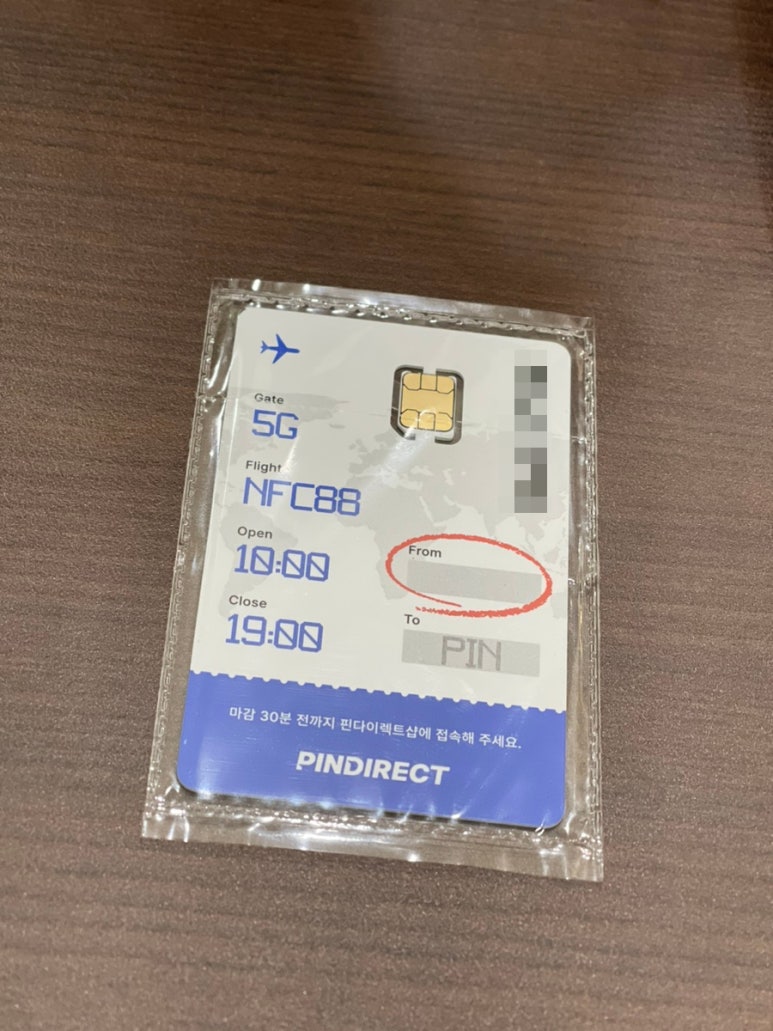 Gate
5G
Flight
NFC88
Open
10:00
From
Close
19:00
To
PIN
마감 30분 전까지 핀다이렉트샵에 접속해 주세요.
PINDIRECT